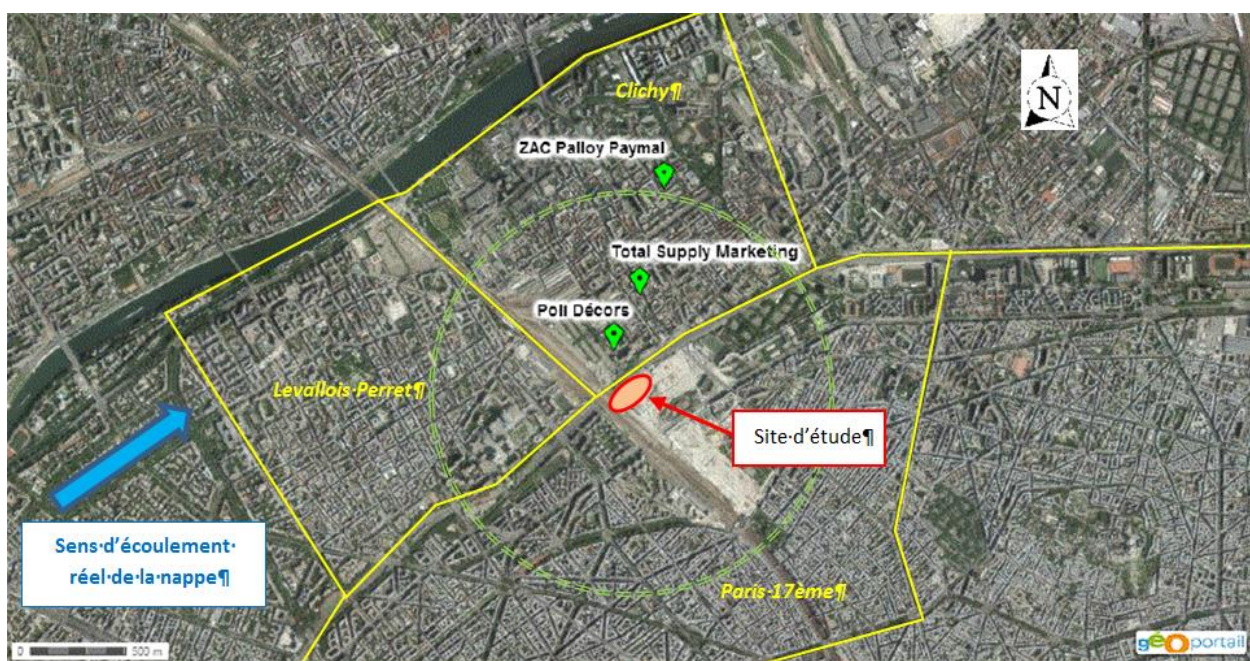 Clichy¶
N
ZAC Palloy Paymal
Total Supply Marketing
Poli Décors
Levallois·Perret¶
Site·d'étude¶
Sens·d'écoulement·
réel·de·la·nappe¶
Paris·17ème¶
0 500 m
géoportail